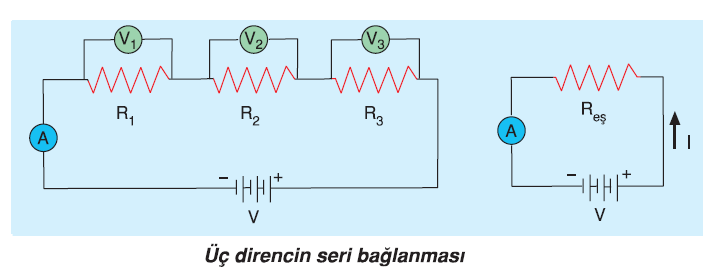 V1 V2 V3
R1 R2 R3
A
− +
V
Reş
A
I
− +
V
Üç direncin seri bağlanması